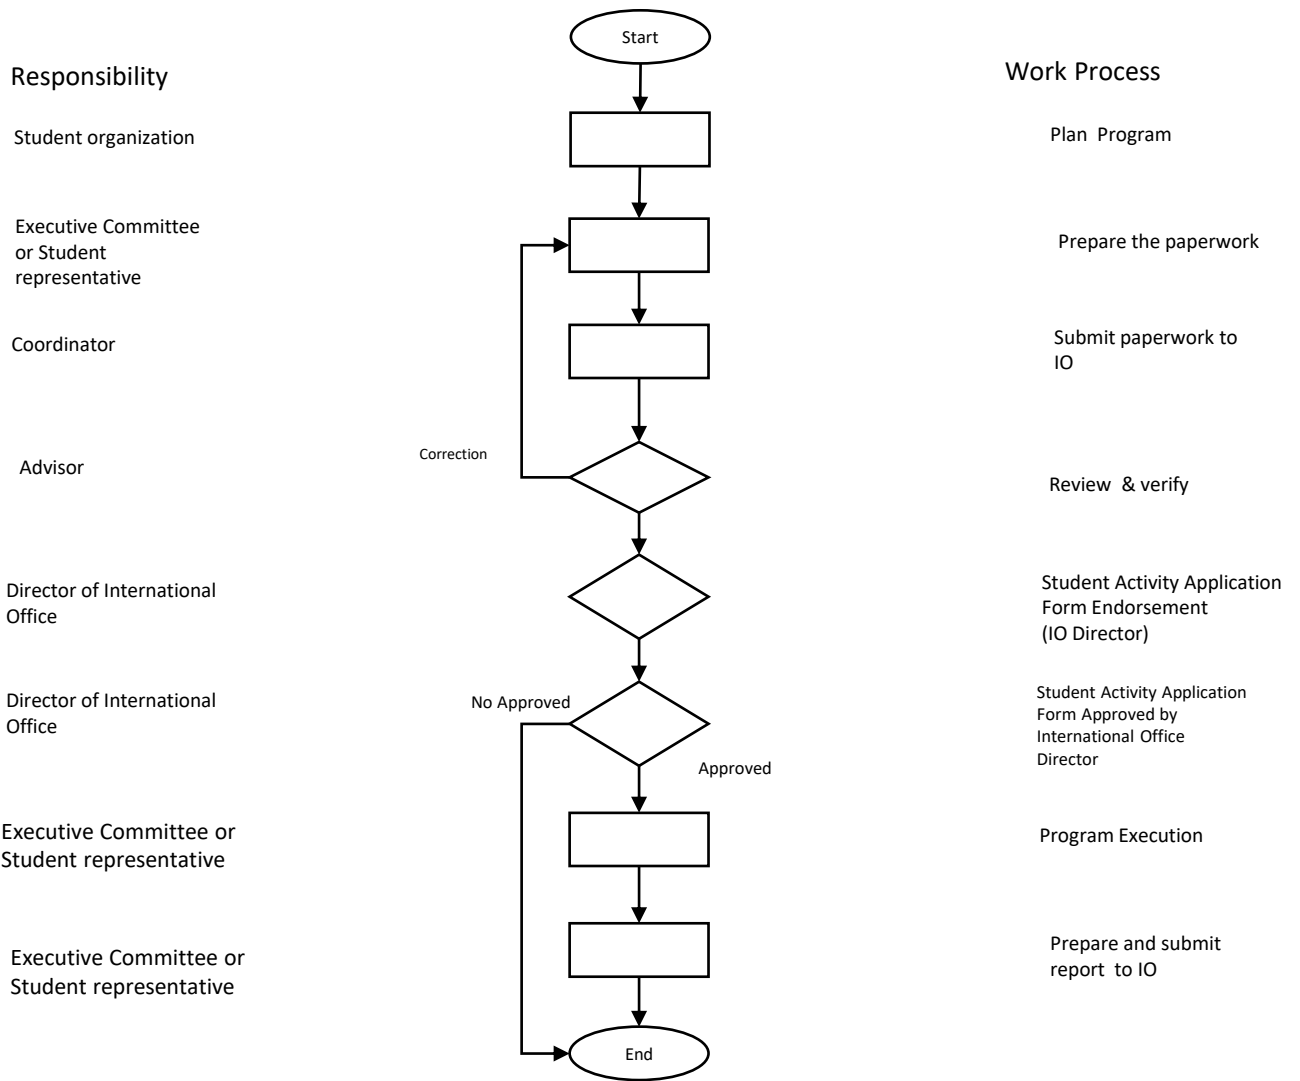 Start
Responsibility
Work Process
Student organization
Plan Program
Executive Committee
or Student
representative
Prepare the paperwork
Coordinator
Submit paperwork to
IO
Correction
Advisor
Review & verify
Director of International
Office
Student Activity Application
Form Endorsement
(IO Director)
Director of International
Office
No Approved
Student Activity Application
Form Approved by
International Office
Director
Approved
Executive Committee or
Student representative
Program Execution
Executive Committee or
Student representative
Prepare and submit
report to IO
End